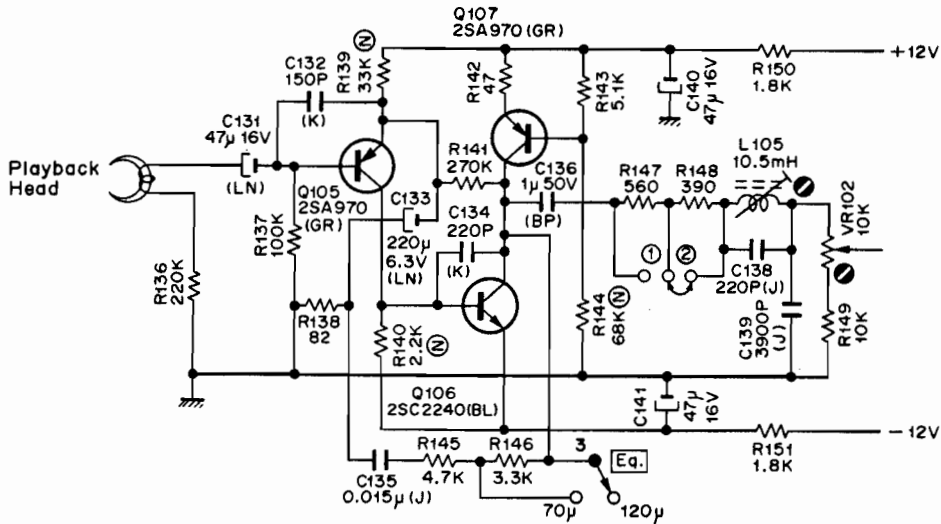 Q107
2SA970(GR)
+12V
C132
150P
(K)
R139
33K Ⓝ
R142
47
R143
5.1K
C140
47μ 16V
R150
1.8K
C131
47μ 16V
(LN)
Playback
Head
Q105
2SA970
(GR)
R141
270K
C136
1μ 50V
(BP)
R147
560
R148
390
L105
10.5mH
VR102
10K
R137
100K
C133
220μ
6.3V
(LN)
C134
220P
(K)
①
②
C138
220P(J)
R136
220K
R138
82
R140
2.2K
Ⓝ
R144
68K Ⓝ
C139
3900P
(J)
R149
10K
Q106
2SC2240(BL)
C141
47μ
16V
-12V
R145
4.7K
R146
3.3K
3
Eq.
R151
1.8K
C135
0.015μ(J)
70μ
120μ